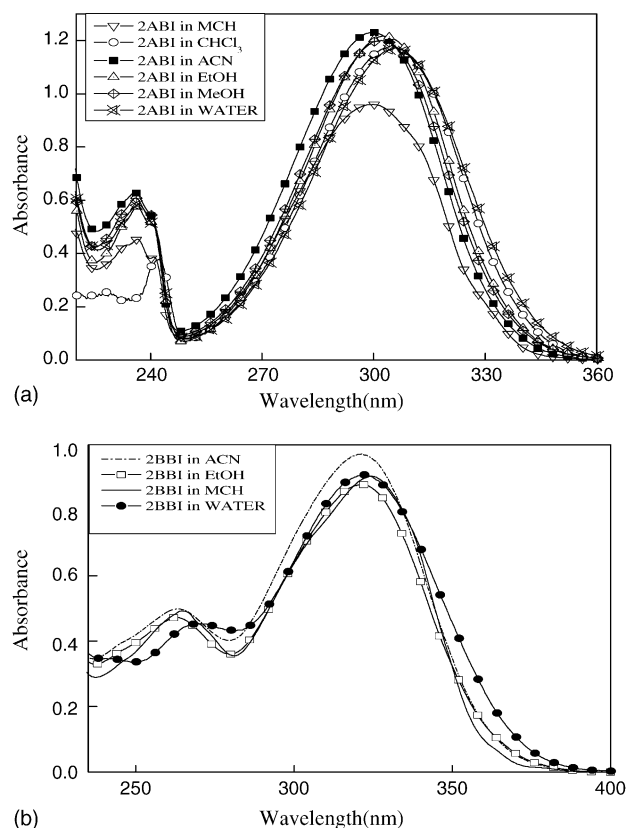 (a)
2ABI in MCH
2ABI in CHCl3
2ABI in ACN
2ABI in EtOH
2ABI in MeOH
2ABI in WATER
Absorbance
1.2
1.0
0.8
0.6
0.4
0.2
0.0
240 270 300 330 360
Wavelength(nm)
(b)
2BBI in ACN
2BBI in EtOH
2BBI in MCH
2BBI in WATER
Absorbance
1.0
0.8
0.6
0.4
0.2
0.0
250 300 350 400
Wavelength(nm)